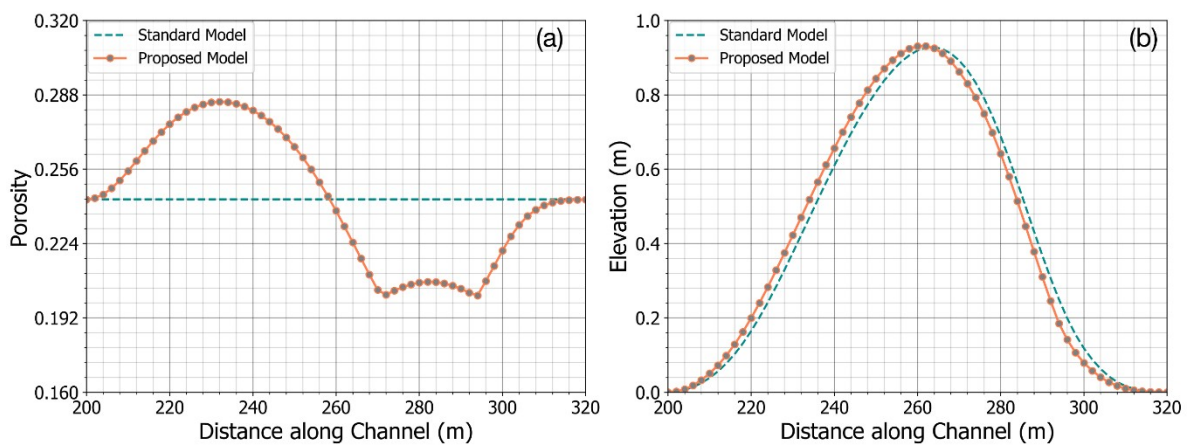 0.320
0.288
0.256
0.224
0.192
0.160
Porosity
Standard Model
Proposed Model
(a)
200 220 240 260 280 300 320
Distance along Channel (m)
1.0
0.8
0.6
0.4
0.2
0.0
Elevation (m)
Standard Model
Proposed Model
(b)
200 220 240 260 280 300 320
Distance along Channel (m)